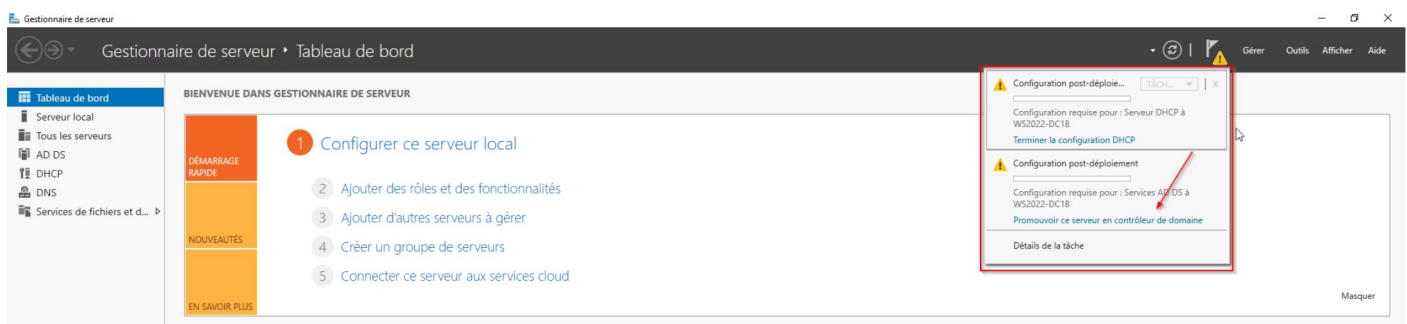 Gestionnaire de serveur
Gestionnaire de serveur • Tableau de bord
Gérer Outils Afficher Aide
Tableau de bord
Serveur local
Tous les serveurs
AD DS
DHCP
DNS
Services de fichiers et d...
BIENVENUE DANS GESTIONNAIRE DE SERVEUR
DÉMARRAGE
RAPIDE
NOUVEAUTÉS
EN SAVOIR PLUS
1 Configurer ce serveur local
2 Ajouter des rôles et des fonctionnalités
3 Ajouter d'autres serveurs à gérer
4 Créer un groupe de serveurs
5 Connecter ce serveur aux services cloud
Configuration post-déploie... TÂCH... X
Configuration requise pour : Serveur DHCP à
WS2022-DC1B
Terminer la configuration DHCP
Configuration post-déploiement
Configuration requise pour : Services AD DS à
WS2022-DC1B
Promouvoir ce serveur en contrôleur de domaine
Détails de la tâche
Masquer